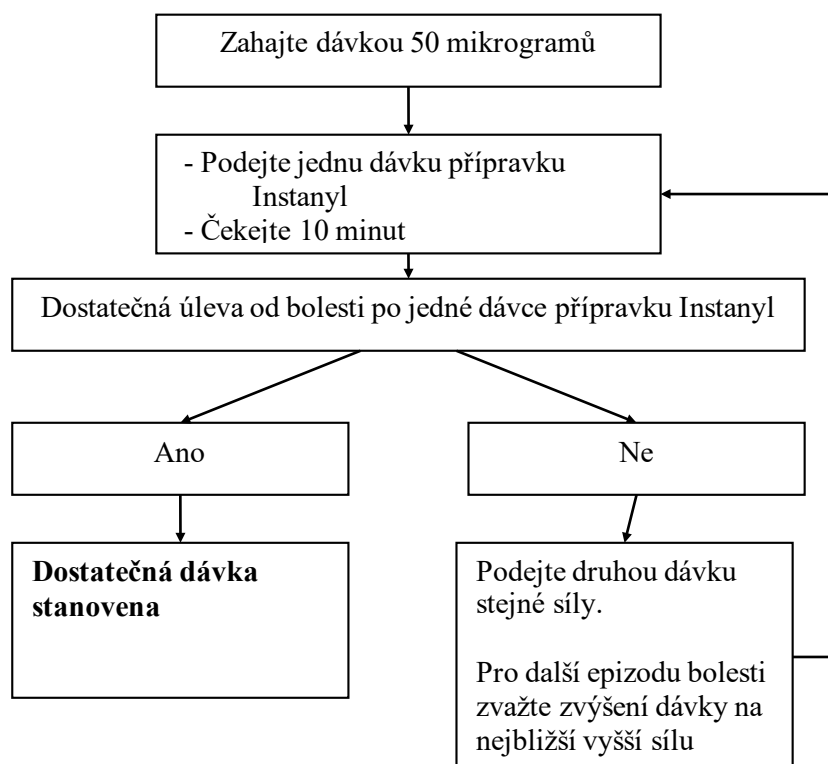 Zahajte dávkou 50 mikrogramů
- Podejte jednu dávku přípravku
Instanyl
- Čekejte 10 minut
Dostatečná úleva od bolesti po jedné dávce přípravku Instanyl
Ano
Ne
Dostatečná dávka
stanovena
Podejte druhou dávku
stejné síly.
Pro další epizodu bolesti
zvažte zvýšení dávky na
nejbližší vyšší sílu